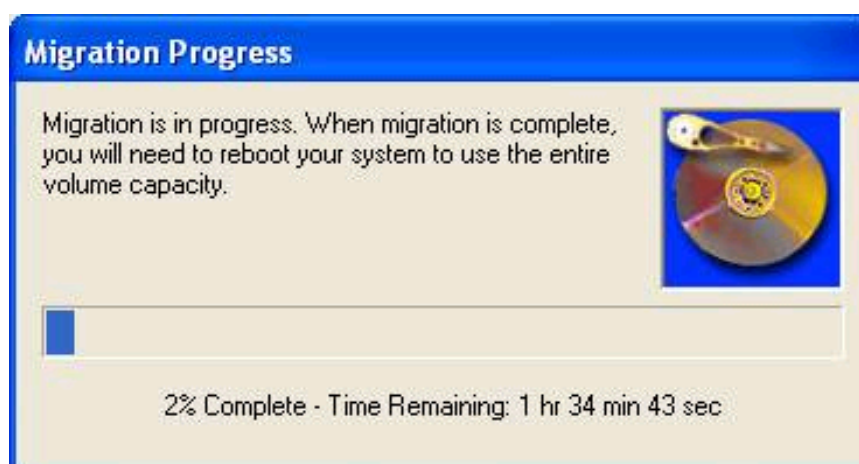 Migration Progress
Migration is in progress. When migration is complete,
you will need to reboot your system to use the entire
volume capacity.
2% Complete - Time Remaining: 1 hr 34 min 43 sec